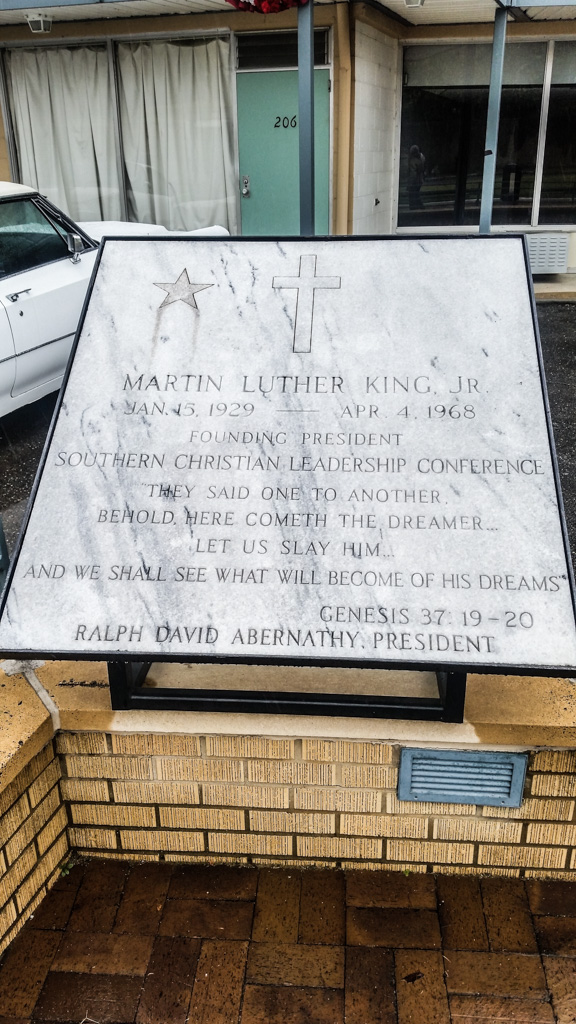 206
MARTIN LUTHER KING, JR.
JAN. 15, 1929 — APR. 4, 1968
FOUNDING PRESIDENT
SOUTHERN CHRISTIAN LEADERSHIP CONFERENCE
"THEY SAID ONE TO ANOTHER,
BEHOLD, HERE COMETH THE DREAMER...
LET US SLAY HIM...
AND WE SHALL SEE WHAT WILL BECOME OF HIS DREAMS"
GENESIS 37: 19-20
RALPH DAVID ABERNATHY, PRESIDENT